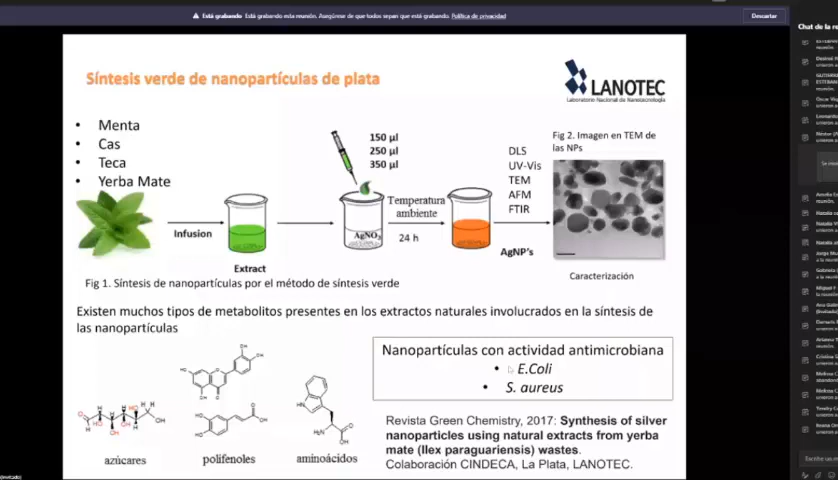 Está grabando Está grabando esta reunión. Asegúrese de que todos sepan que está grabando. Política de privacidad
Descartar
Chat de la re
Síntesis verde de nanopartículas de plata
LANOTEC
Laboratorio Nacional de Nanotecnología
• Menta
• Cas
• Teca
• Yerba Mate
150 µl
250 µl
350 µl
DLS
UV-Vis
TEM
AFM
FTIR
Fig 2. Imagen en TEM de
las NPs
Infusion
AgNO3
Temperatura
ambiente
24 h
AgNP's
Extract
Caracterización
Fig 1. Síntesis de nanopartículas por el método de síntesis verde
Existen muchos tipos de metabolitos presentes en los extractos naturales involucrados en la síntesis de
las nanopartículas
azúcares
polifenoles
aminoácidos
Nanopartículas con actividad antimicrobiana
• E.Coli
• S. aureus
Revista Green Chemistry, 2017: Synthesis of silver
nanoparticles using natural extracts from yerba
mate (Ilex paraguariensis) wastes.
Colaboración CINDECA, La Plata, LANOTEC.